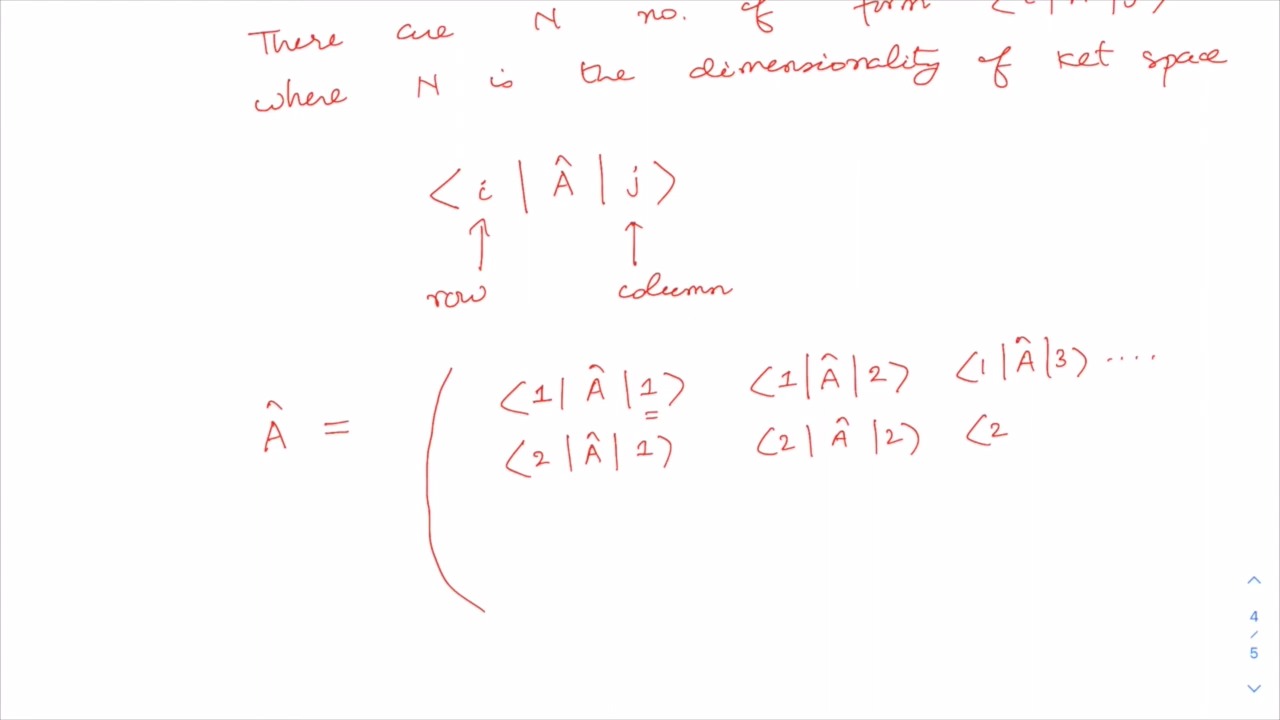 There are N no. of form
where N is the dimensionality of ket space
<i|Â|j>
↑ ↑
row column
Â = ( <1|Â|1> <1|Â|2> <1|Â|3> ....
<2|Â|1> <2|Â|2> <2
4
/
5